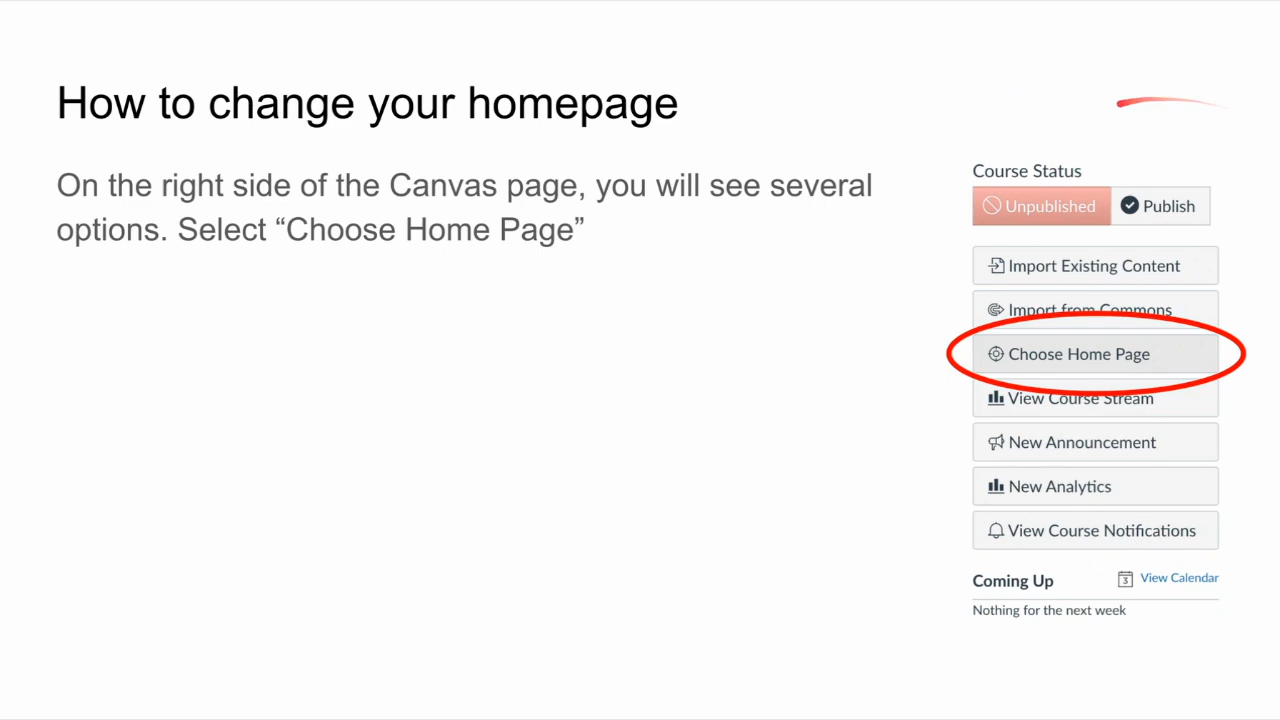 How to change your homepage
On the right side of the Canvas page, you will see several
options. Select “Choose Home Page”
Course Status
Unpublished
Publish
Import Existing Content
Import from Commons
Choose Home Page
View Course Stream
New Announcement
New Analytics
View Course Notifications
Coming Up
3 View Calendar
Nothing for the next week